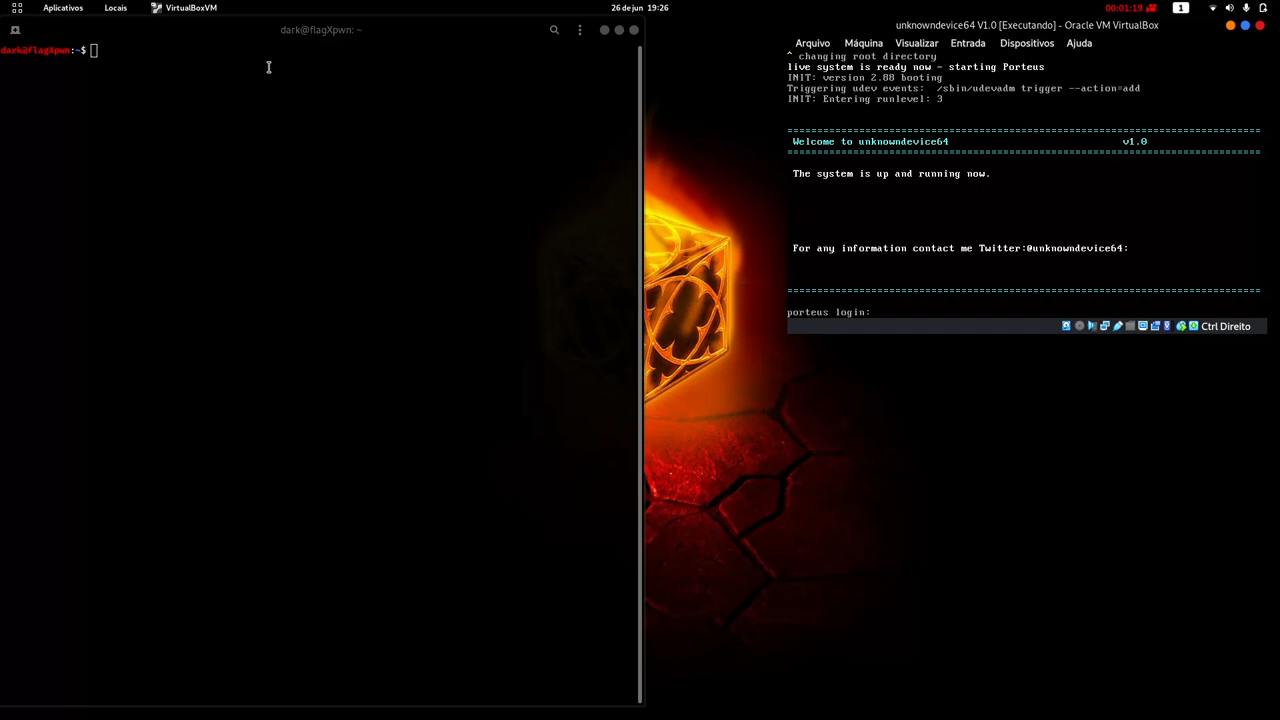 Aplicativos Locais VirtualBoxVM 26 de jun 19:26 00:01:19 1
dark@flagXpwn: ~
dark@flagXpwn:~$
unknowndevice64 V1.0 [Executando] - Oracle VM VirtualBox
Arquivo Máquina Visualizar Entrada Dispositivos Ajuda
^ changing root directory
live system is ready now - starting Porteus
INIT: version 2.88 booting
Triggering udev events: /sbin/udevadm trigger --action=add
INIT: Entering runlevel: 3
===============================================================================
Welcome to unknowndevice64 v1.0
===============================================================================
The system is up and running now.
For any information contact me Twitter:@unknowndevice64:
===============================================================================
porteus login:
Ctrl Direito